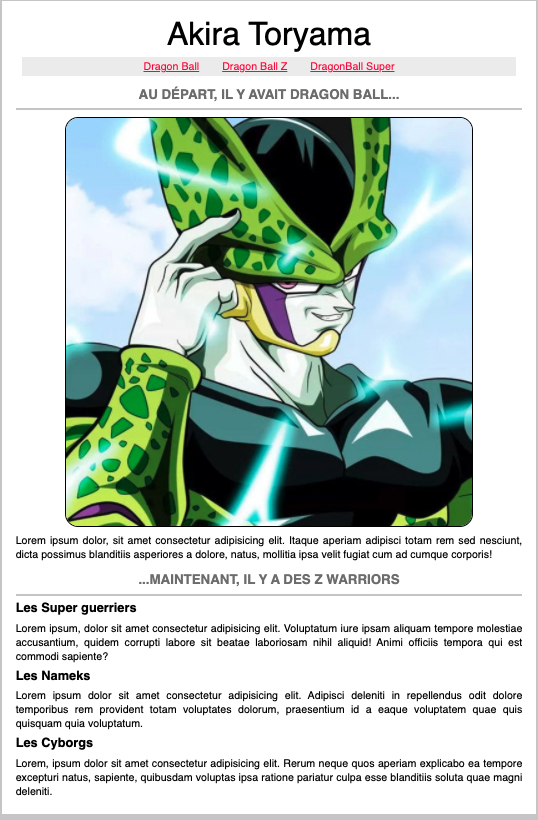 Akira Toryama
Dragon Ball Dragon Ball Z DragonBall Super
AU DÉPART, IL Y AVAIT DRAGON BALL...
Lorem ipsum dolor, sit amet consectetur adipisicing elit. Itaque aperiam adipisci totam rem sed nesciunt,
dicta possimus blanditiis asperiores a dolore, natus, mollitia ipsa velit fugiat cum ad cumque corporis!
...MAINTENANT, IL Y A DES Z WARRIORS
Les Super guerriers
Lorem ipsum, dolor sit amet consectetur adipisicing elit. Voluptatum iure ipsam aliquam tempore molestiae
accusantium, quidem corrupti labore sit beatae laboriosam nihil aliquid! Animi officiis tempora qui est
commodi sapiente?
Les Nameks
Lorem ipsum dolor sit amet consectetur adipisicing elit. Adipisci deleniti in repellendus odit dolore
temporibus rem provident totam voluptates dolorum, praesentium id a eaque voluptatem quae quis
quisquam quia voluptatum.
Les Cyborgs
Lorem, ipsum dolor sit amet consectetur adipisicing elit. Rerum neque quos aperiam explicabo ea tempore
excepturi natus, sapiente, quibusdam voluptas ipsa ratione pariatur culpa esse blanditiis soluta quae magni
deleniti.